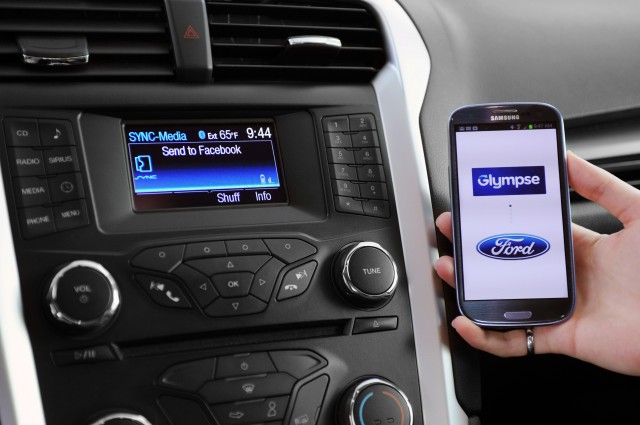 SYNC-Media Ext 65°F 9:44
Send to Facebook
SYNC
Shuff Info
CD
RADIO SIRIUS
MEDIA
PHONE MENU
VOL
OK
TUNE
SAMSUNG
Glympse
Ford